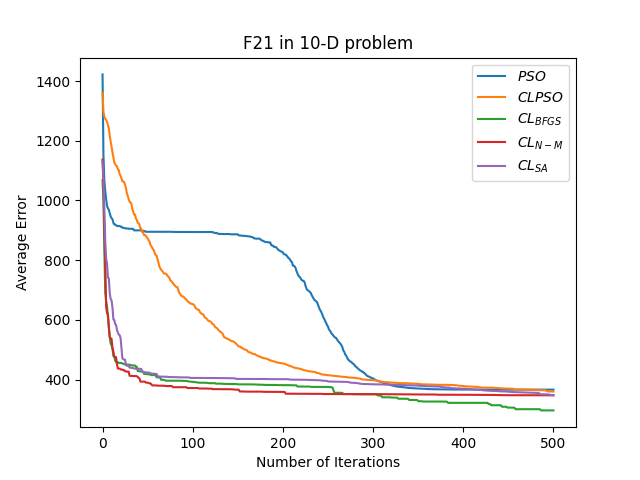 F21 in 10-D problem
Average Error
1400
1200
1000
800
600
400
0 100 200 300 400 500
Number of Iterations
PSO
CLPSO
CL_BFGS
CL_N-M
CL_SA